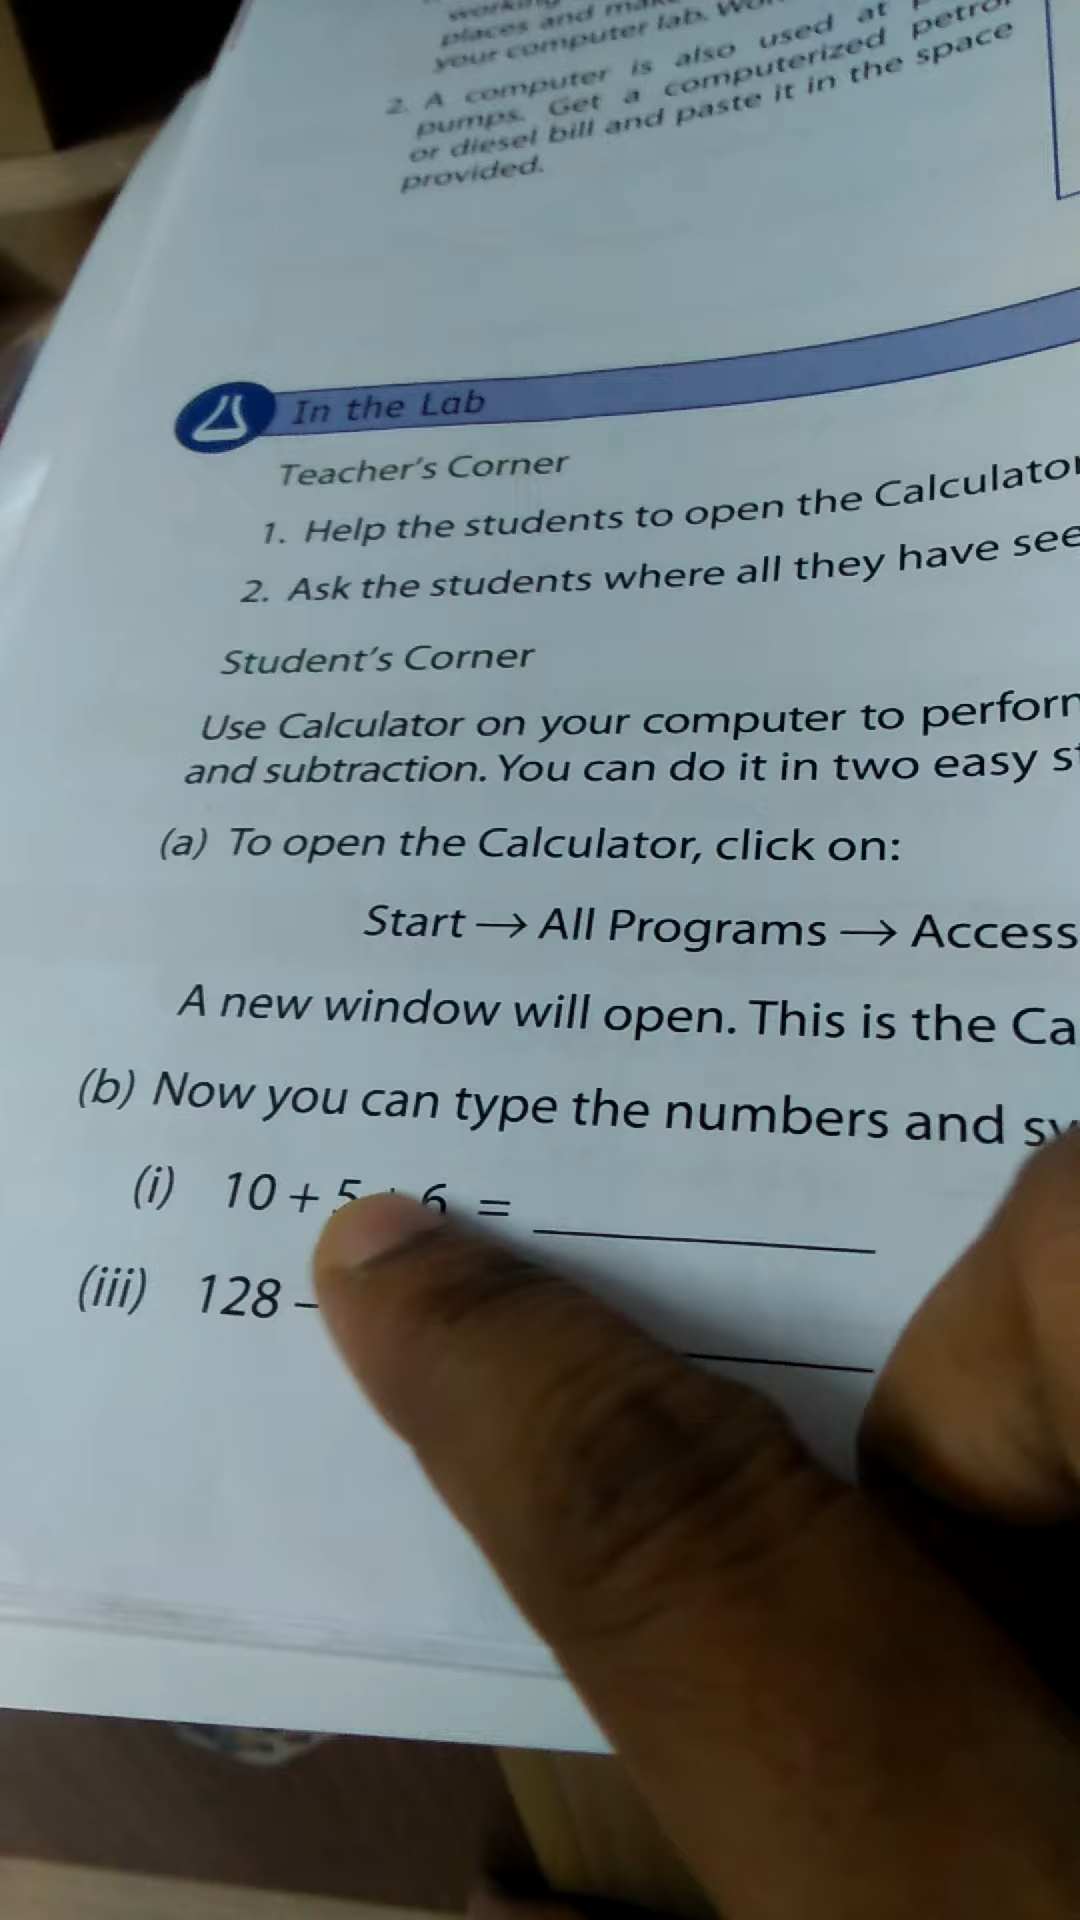 places and
your computer lab.
2. A computer is also used at
pumps. Get a computerized petrol
or diesel bill and paste it in the space
provided.
In the Lab
Teacher's Corner
1. Help the students to open the Calculator
2. Ask the students where all they have see
Student's Corner
Use Calculator on your computer to perfor
and subtraction. You can do it in two easy s
(a) To open the Calculator, click on:
Start → All Programs → Access
A new window will open. This is the Ca
(b) Now you can type the numbers and sy
(i) 10 + 5 + 6 =
(iii) 128 –